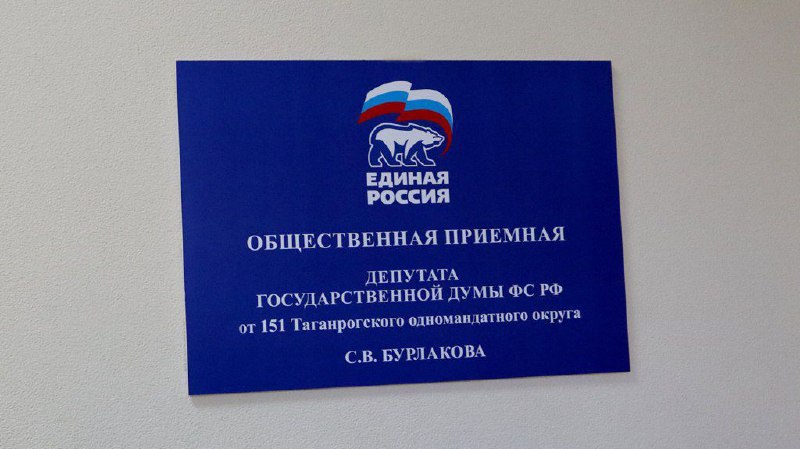 ЕДИНАЯ
РОССИЯ
ОБЩЕСТВЕННАЯ ПРИЕМНАЯ
ДЕПУТАТА
ГОСУДАРСТВЕННОЙ ДУМЫ ФС РФ
от 151 Таганрогского одномандатного округа
С.В. БУРЛАКОВА